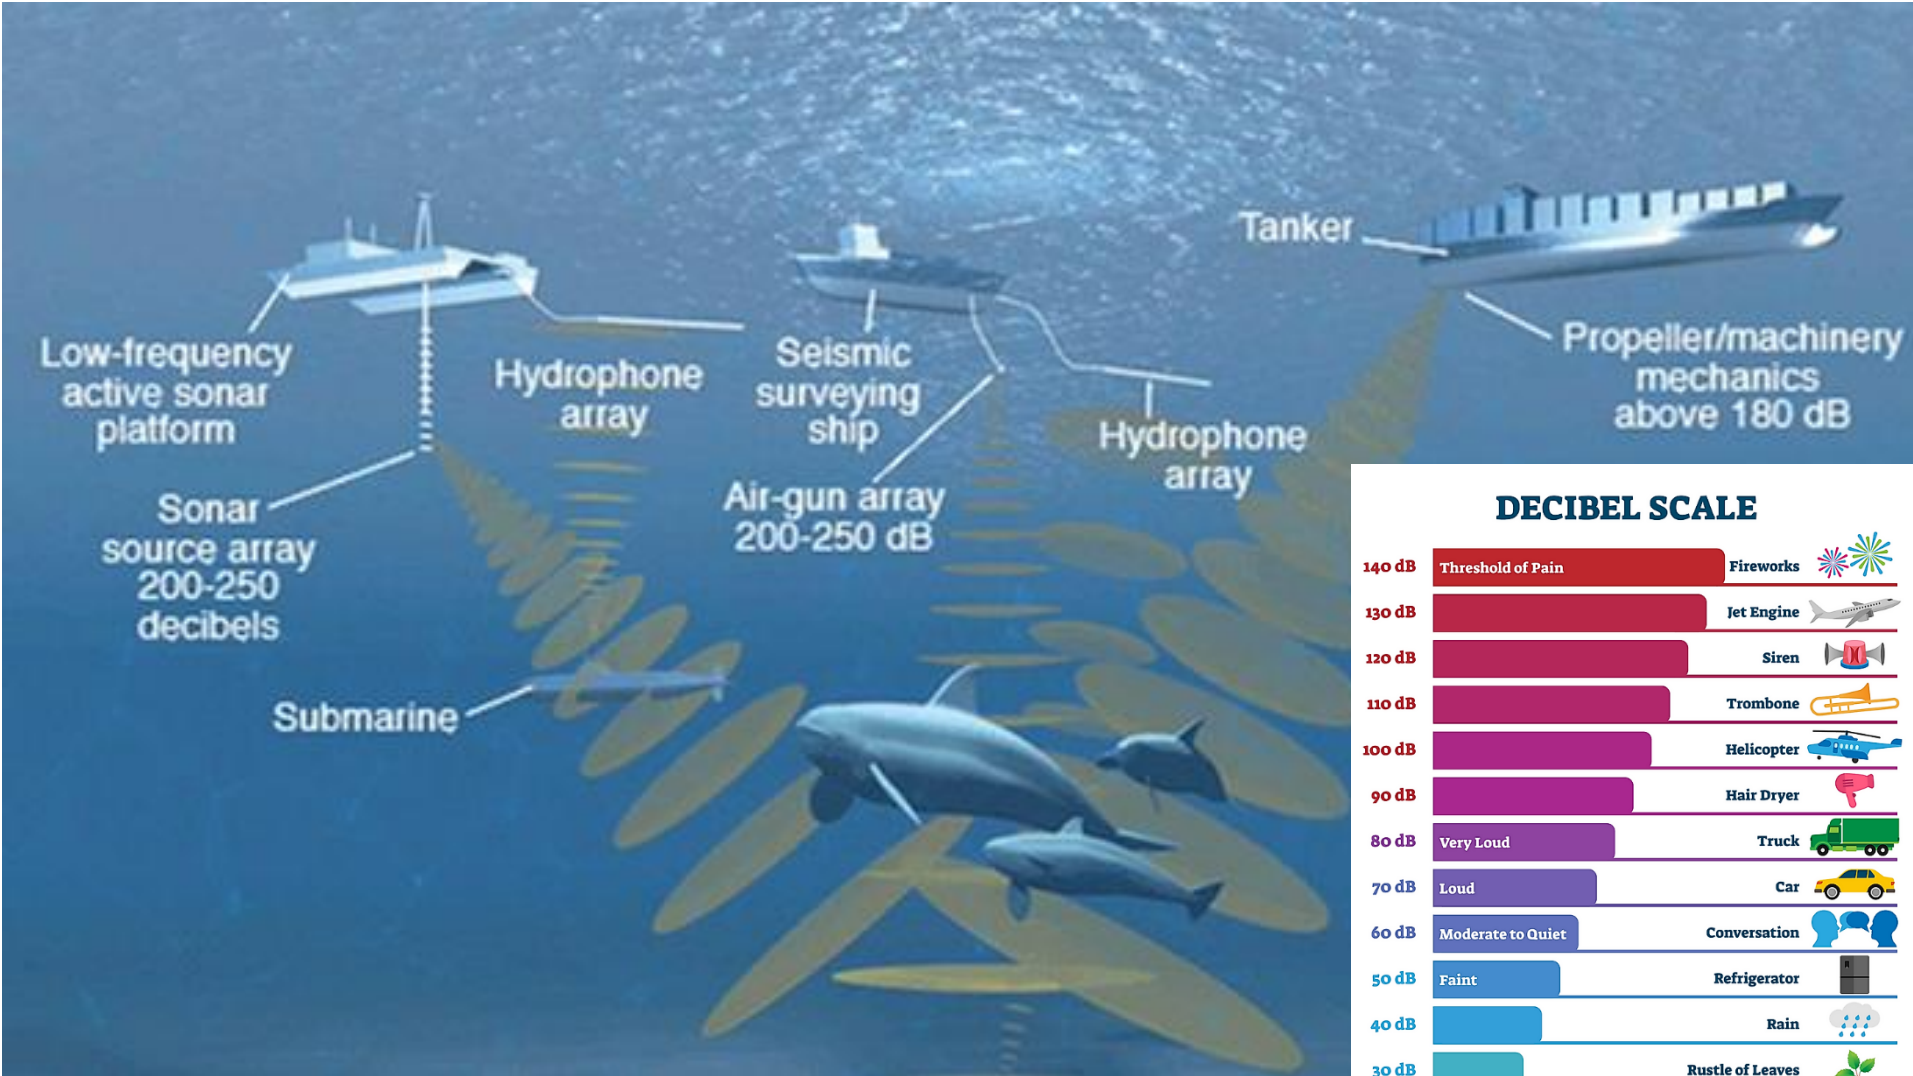 Low-frequency
active sonar
platform
Sonar
source array
200-250
decibels
Hydrophone
array
Submarine
Seismic
surveying
ship
Air-gun array
200-250 dB
Hydrophone
array
Tanker
Propeller/machinery
mechanics
above 180 dB
DECIBEL SCALE
140 dB Threshold of Pain Fireworks
130 dB Jet Engine
120 dB Siren
110 dB Trombone
100 dB Helicopter
90 dB Hair Dryer
80 dB Very Loud Truck
70 dB Loud Car
60 dB Moderate to Quiet Conversation
50 dB Faint Refrigerator
40 dB Rain
30 dB Rustle of Leaves